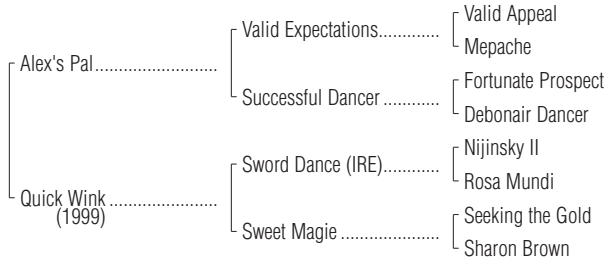 Valid Appeal
Valid Expectations.............
Mepache
Alex's Pal..........................
Fortunate Prospect
Successful Dancer ............
Debonair Dancer
Nijinsky II
Sword Dance (IRE)............
Rosa Mundi
Quick Wink .......................
(1999)
Seeking the Gold
Sweet Magie .....................
Sharon Brown